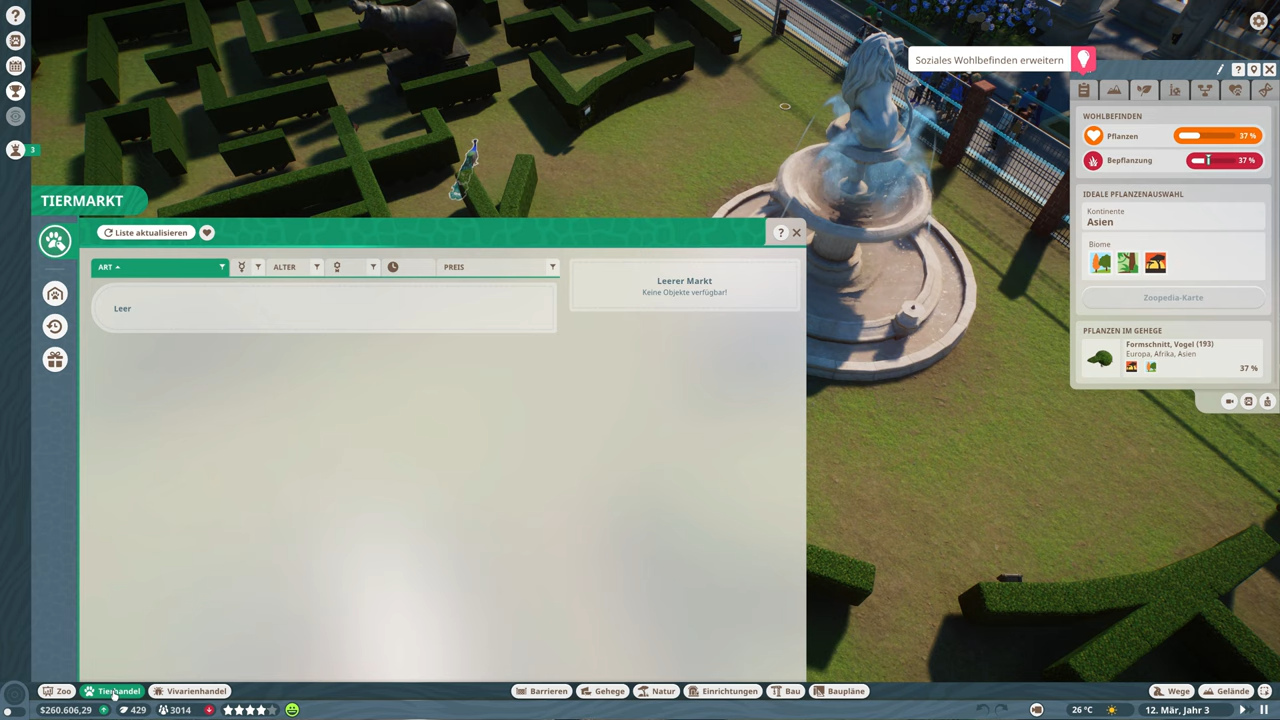 Soziales Wohlbefinden erweitern
3
TIERMARKT
Liste aktualisieren
?
ART
ALTER
PREIS
Leer
Leerer Markt
Keine Objekte verfügbar!
?
WOHLBEFINDEN
Pflanzen
37 %
Bepflanzung
37 %
IDEALE PFLANZENAUSWAHL
Kontinente
Asien
Biome
Zoopedia-Karte
PFLANZEN IM GEHEGE
Formschnitt, Vogel (193)
Europa, Afrika, Asien
37 %
Zoo
Tierhandel
Vivarienhandel
Barrieren
Gehege
Natur
Einrichtungen
Bau
Baupläne
Wege
Gelände
$260.606,29
429
3014
26 °C
12. Mär, Jahr 3